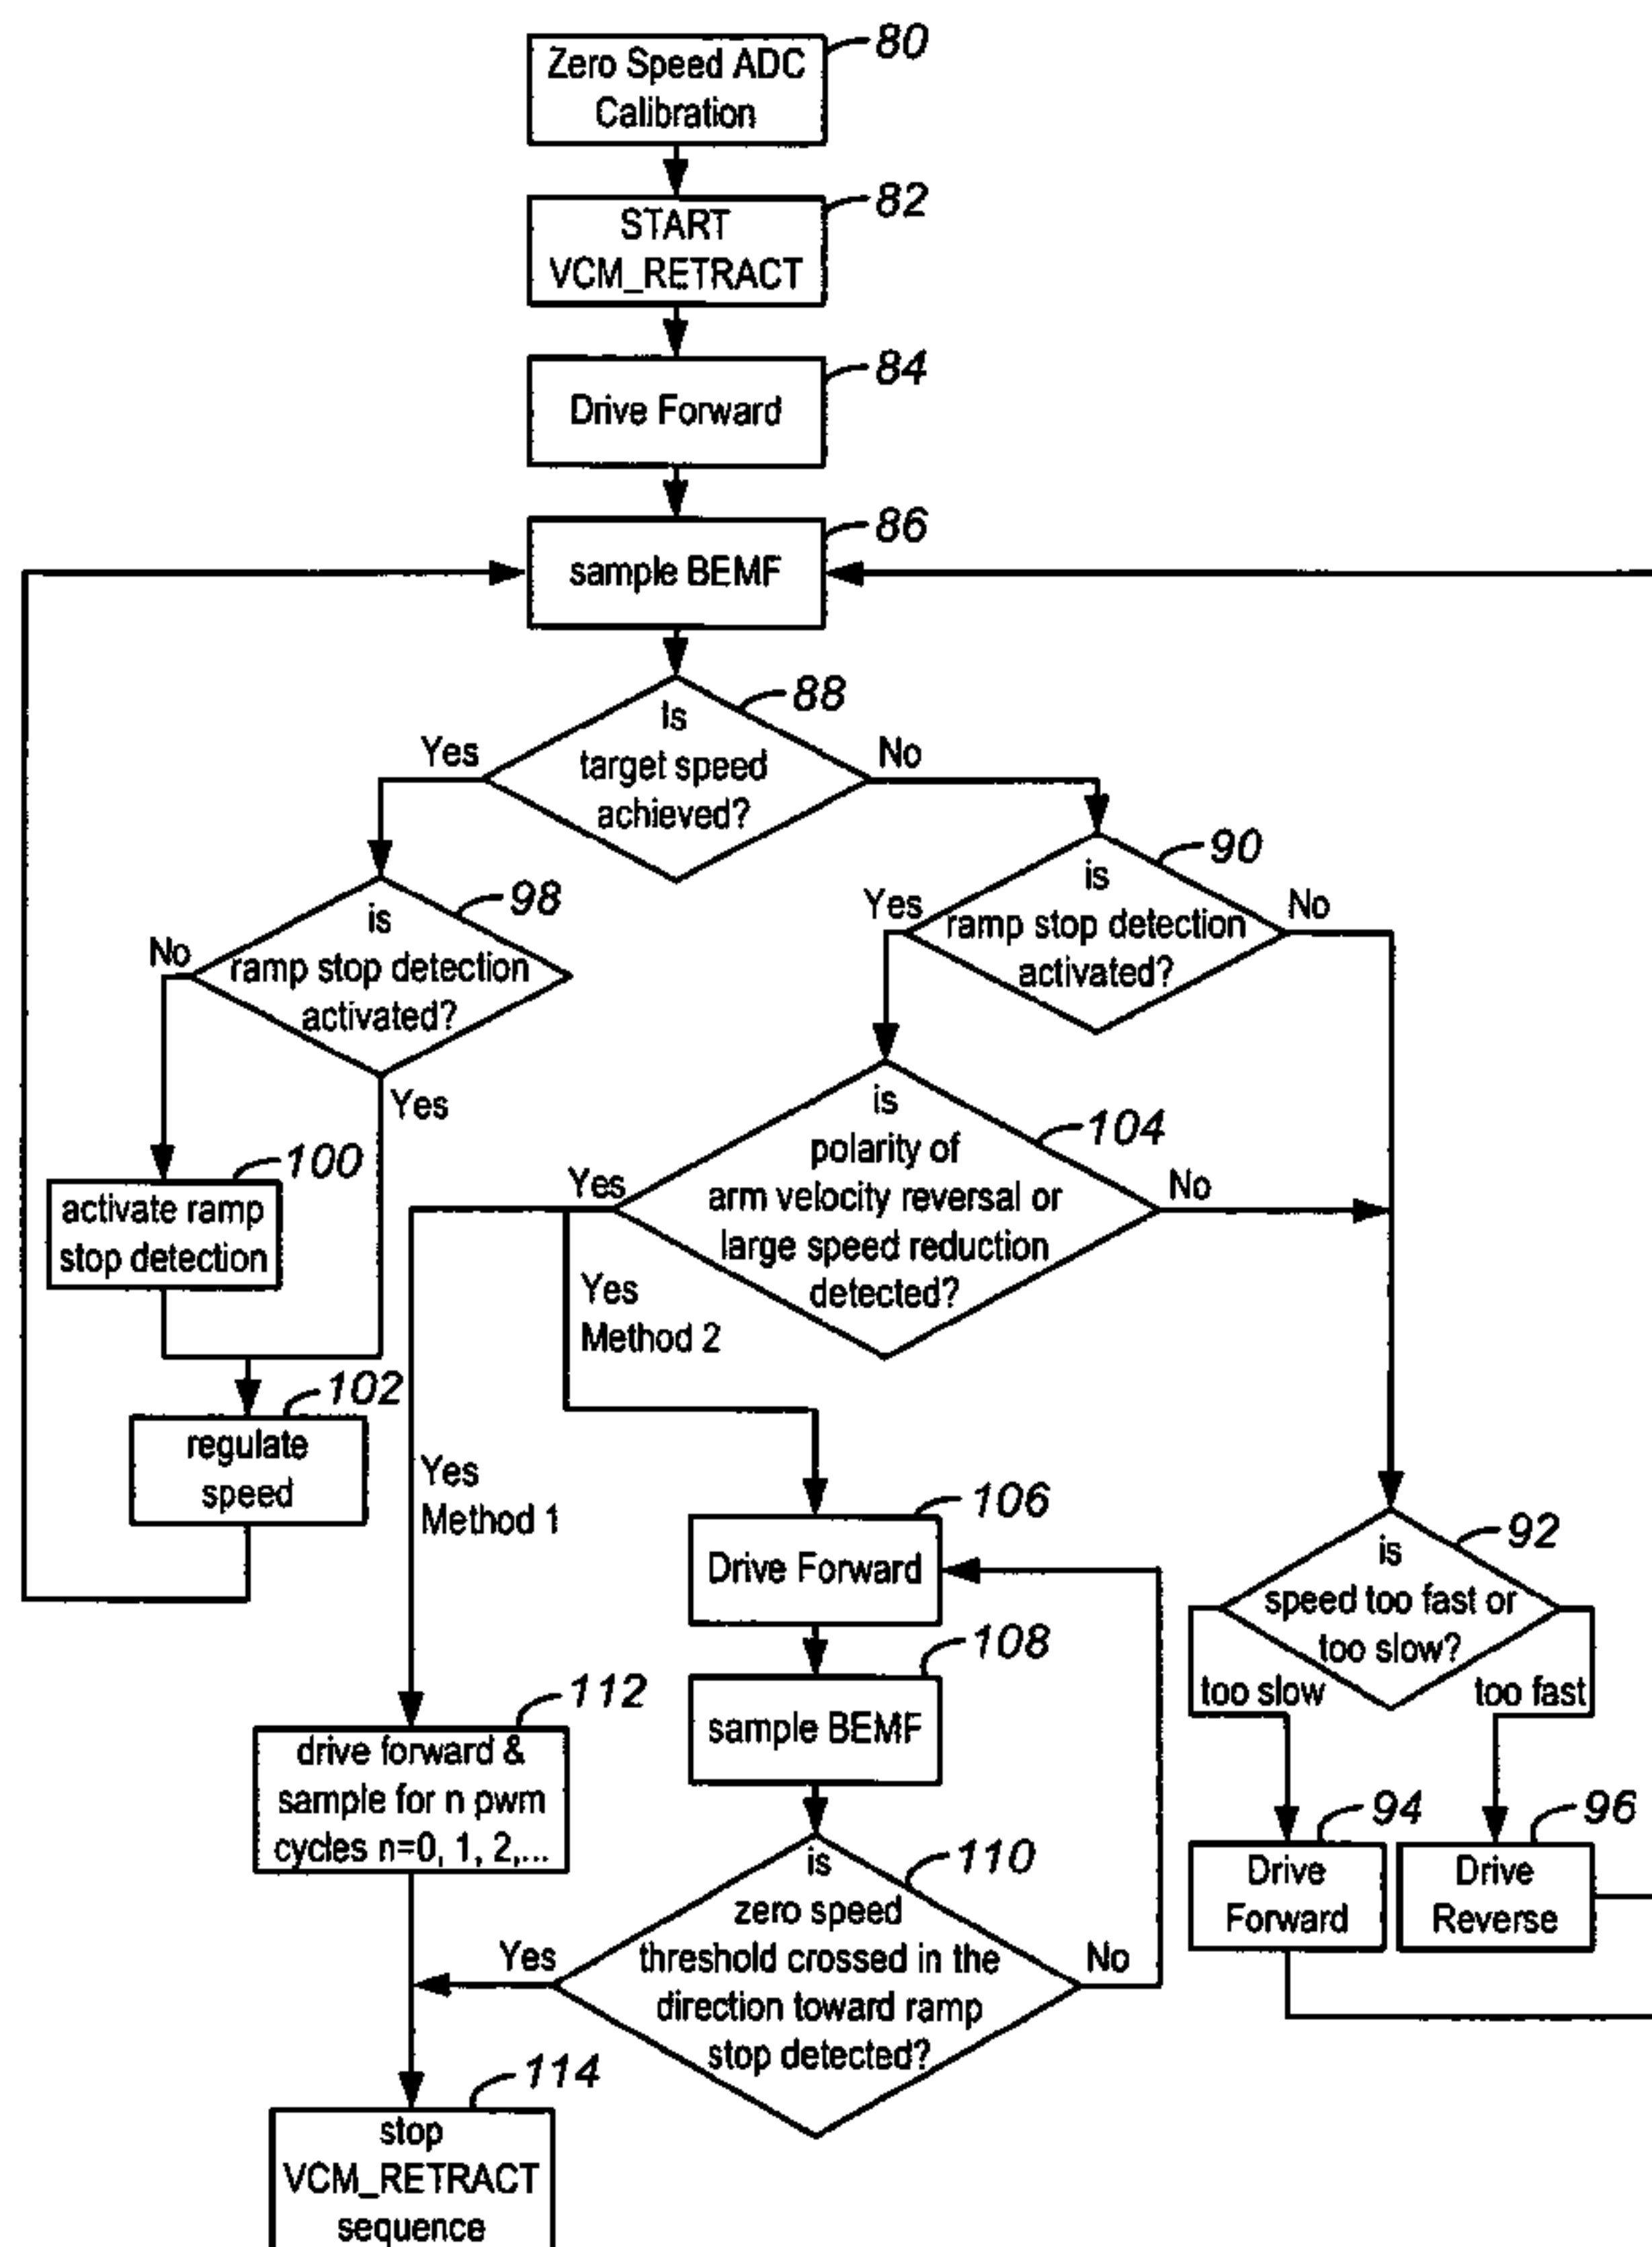 80
Zero Speed ADC
Calibration
82
START
VCM_RETRACT
84
Drive Forward
86
sample BEMF
88
Is
target speed
achieved?
Yes
No
90
is
ramp stop detection
activated?
Yes
No
98
is
ramp stop detection
activated?
No
Yes
104
is
polarity of
arm velocity reversal or
large speed reduction
detected?
Yes
No
100
activate ramp
stop detection
Yes
Method 2
102
regulate
speed
Yes
Method 1
106
Drive Forward
92
is
speed too fast or
too slow?
too slow
too fast
108
sample BEMF
112
drive forward &
sample for n pwm
cycles n=0, 1, 2,...
94
Drive
Forward
96
Drive
Reverse
110
is
zero speed
threshold crossed in the
direction toward ramp
stop detected?
Yes
No
114
stop
VCM_RETRACT
sequence